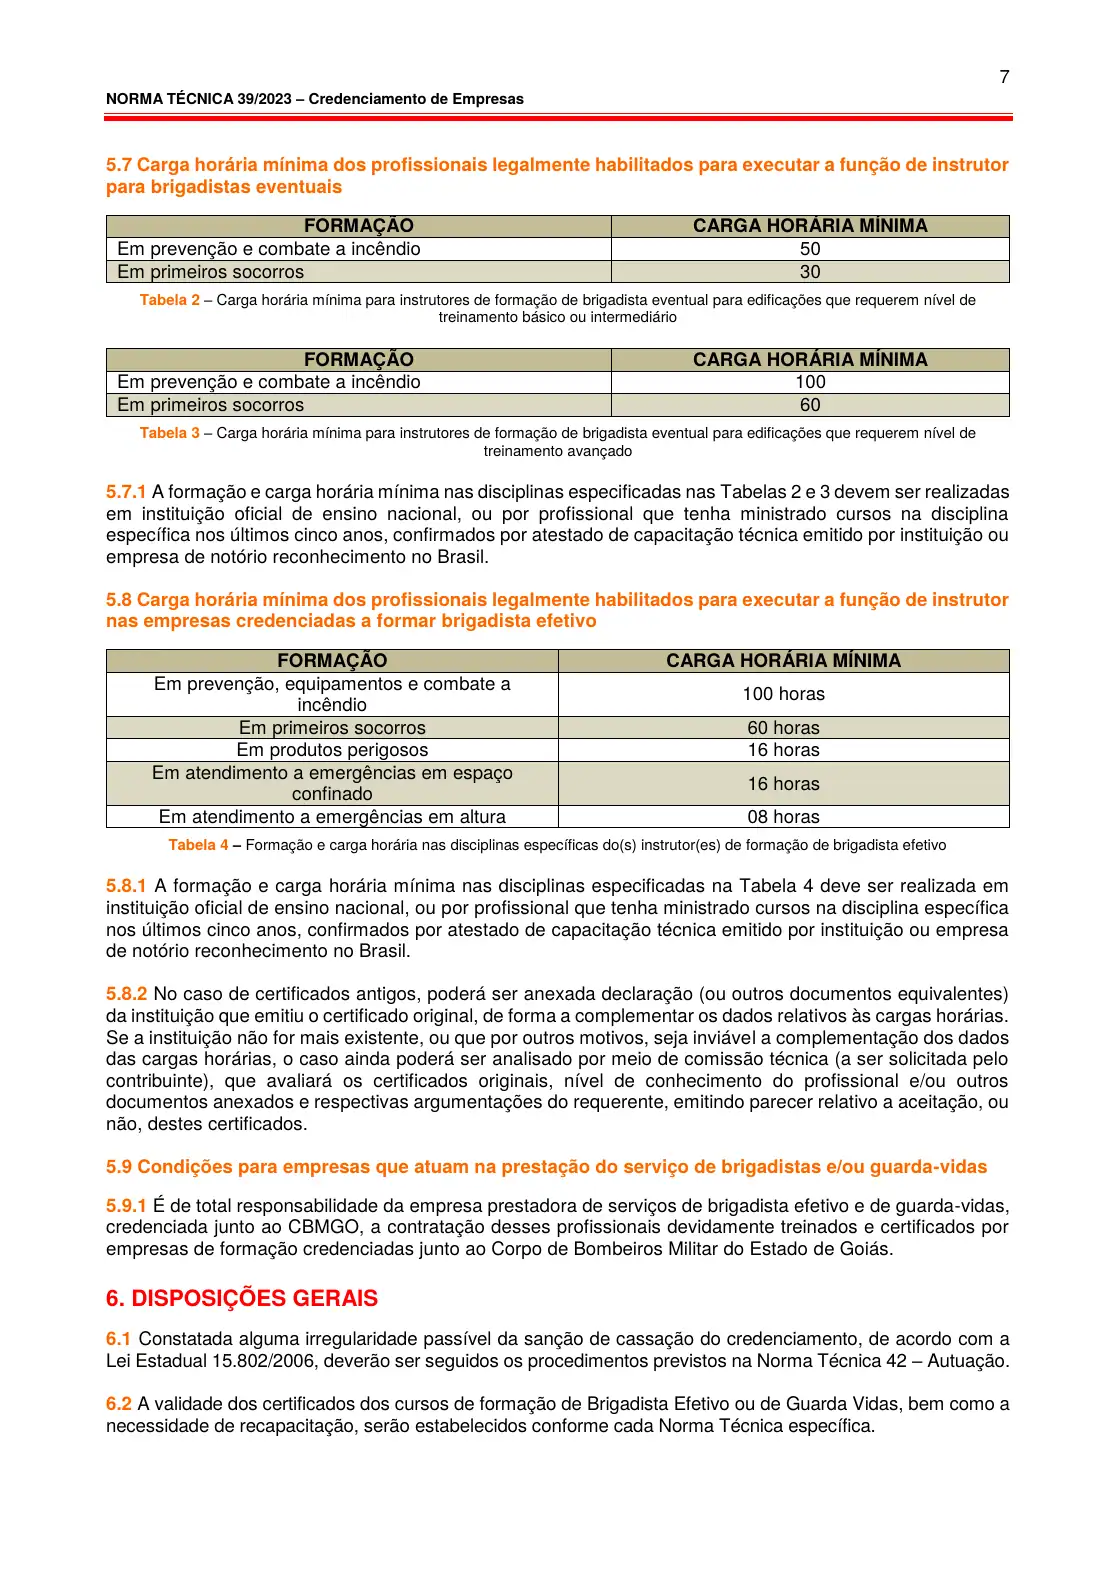 7
NORMA TÉCNICA 39/2023 – Credenciamento de Empresas
5.7 Carga horária mínima dos profissionais legalmente habilitados para executar a função de instrutor
para brigadistas eventuais
FORMAÇÃO CARGA HORÁRIA MÍNIMA
Em prevenção e combate a incêndio 50
Em primeiros socorros 30
Tabela 2 – Carga horária mínima para instrutores de formação de brigadista eventual para edificações que requerem nível de
treinamento básico ou intermediário
FORMAÇÃO CARGA HORÁRIA MÍNIMA
Em prevenção e combate a incêndio 100
Em primeiros socorros 60
Tabela 3 – Carga horária mínima para instrutores de formação de brigadista eventual para edificações que requerem nível de
treinamento avançado
5.7.1 A formação e carga horária mínima nas disciplinas especificadas nas Tabelas 2 e 3 devem ser realizadas
em instituição oficial de ensino nacional, ou por profissional que tenha ministrado cursos na disciplina
específica nos últimos cinco anos, confirmados por atestado de capacitação técnica emitido por instituição ou
empresa de notório reconhecimento no Brasil.
5.8 Carga horária mínima dos profissionais legalmente habilitados para executar a função de instrutor
nas empresas credenciadas a formar brigadista efetivo
FORMAÇÃO CARGA HORÁRIA MÍNIMA
Em prevenção, equipamentos e combate a
incêndio 100 horas
Em primeiros socorros 60 horas
Em produtos perigosos 16 horas
Em atendimento a emergências em espaço
confinado 16 horas
Em atendimento a emergências em altura 08 horas
Tabela 4 – Formação e carga horária nas disciplinas específicas do(s) instrutor(es) de formação de brigadista efetivo
5.8.1 A formação e carga horária mínima nas disciplinas especificadas na Tabela 4 deve ser realizada em
instituição oficial de ensino nacional, ou por profissional que tenha ministrado cursos na disciplina específica
nos últimos cinco anos, confirmados por atestado de capacitação técnica emitido por instituição ou empresa
de notório reconhecimento no Brasil.
5.8.2 No caso de certificados antigos, poderá ser anexada declaração (ou outros documentos equivalentes)
da instituição que emitiu o certificado original, de forma a complementar os dados relativos às cargas horárias.
Se a instituição não for mais existente, ou que por outros motivos, seja inviável a complementação dos dados
das cargas horárias, o caso ainda poderá ser analisado por meio de comissão técnica (a ser solicitada pelo
contribuinte), que avaliará os certificados originais, nível de conhecimento do profissional e/ou outros
documentos anexados e respectivas argumentações do requerente, emitindo parecer relativo a aceitação, ou
não, destes certificados.
5.9 Condições para empresas que atuam na prestação do serviço de brigadistas e/ou guarda-vidas
5.9.1 É de total responsabilidade da empresa prestadora de serviços de brigadista efetivo e de guarda-vidas,
credenciada junto ao CBMGO, a contratação desses profissionais devidamente treinados e certificados por
empresas de formação credenciadas junto ao Corpo de Bombeiros Militar do Estado de Goiás.
6. DISPOSIÇÕES GERAIS
6.1 Constatada alguma irregularidade passível da sanção de cassação do credenciamento, de acordo com a
Lei Estadual 15.802/2006, deverão ser seguidos os procedimentos previstos na Norma Técnica 42 – Autuação.
6.2 A validade dos certificados dos cursos de formação de Brigadista Efetivo ou de Guarda Vidas, bem como a
necessidade de recapacitação, serão estabelecidos conforme cada Norma Técnica específica.